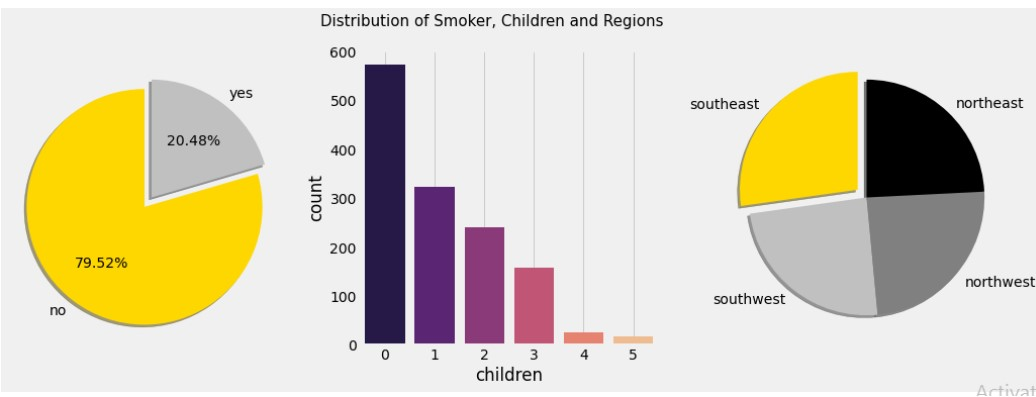 Distribution of Smoker, Children and Regions
yes
20.48%
79.52%
no
600
500
400
300
200
100
0
count
0 1 2 3 4 5
children
southeast
northeast
southwest
northwest
Activat